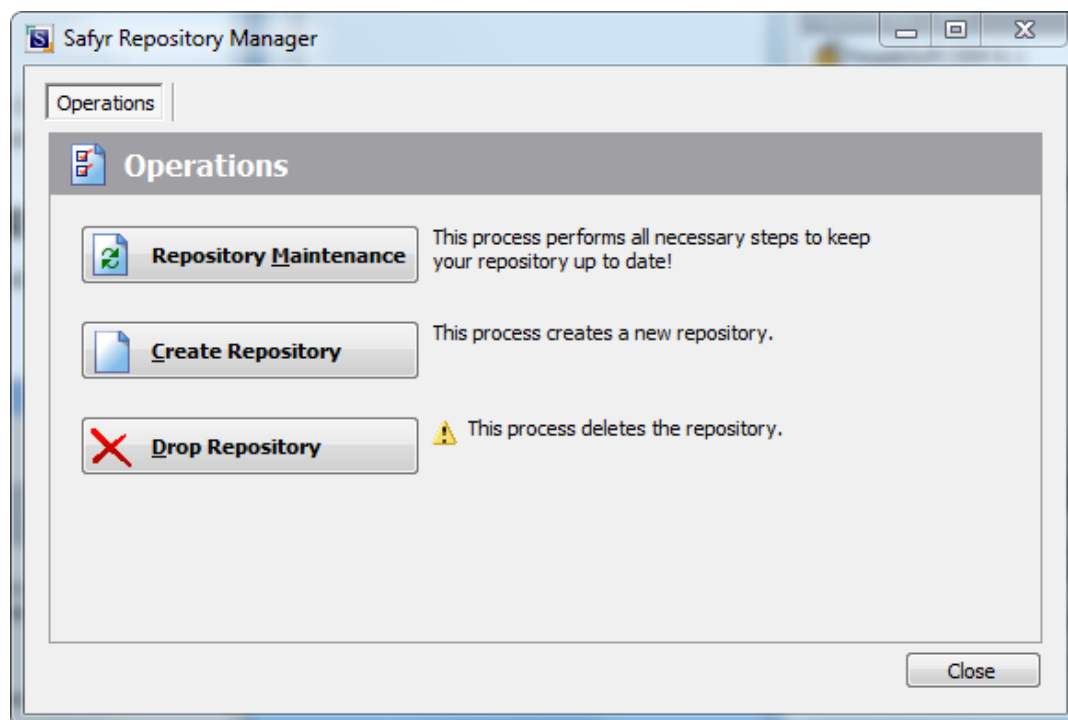 Safyr Repository Manager
Operations
Operations
Repository Maintenance
This process performs all necessary steps to keep
your repository up to date!
Create Repository
This process creates a new repository.
Drop Repository
This process deletes the repository.
Close